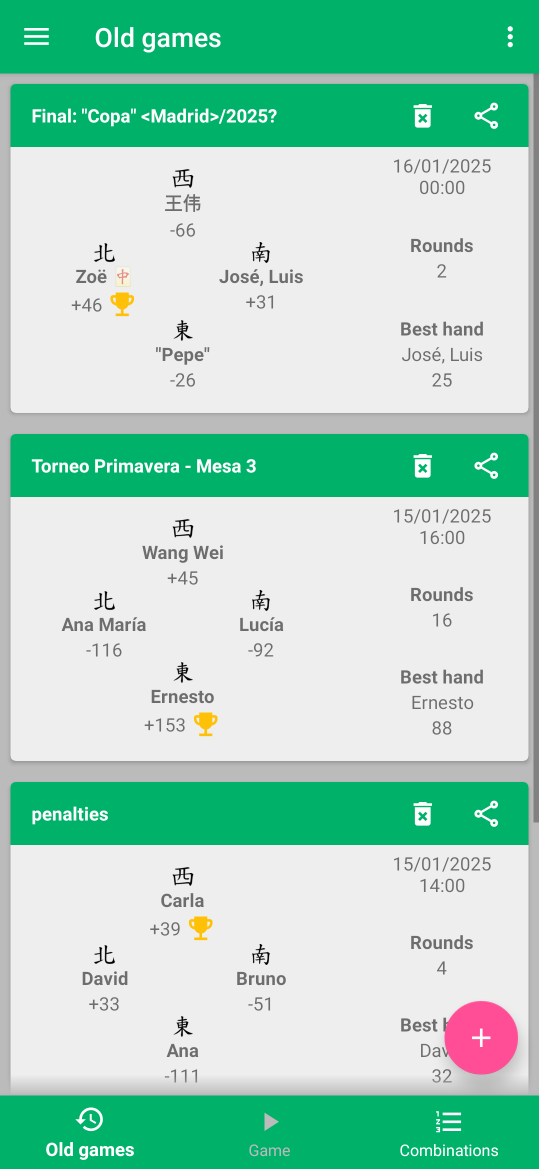 Old games
Final: "Copa" <Madrid>/2025?
西
王伟
-66
北
Zoë 🀄
+46
南
José, Luis
+31
東
"Pepe"
-26
16/01/2025
00:00
Rounds
2
Best hand
José, Luis
25
Torneo Primavera - Mesa 3
西
Wang Wei
+45
北
Ana María
-116
南
Lucía
-92
東
Ernesto
+153
15/01/2025
16:00
Rounds
16
Best hand
Ernesto
88
penalties
西
Carla
+39
北
David
+33
南
Bruno
-51
東
Ana
-111
15/01/2025
14:00
Rounds
4
Best
Dav
32
Old games
Game
Combinations